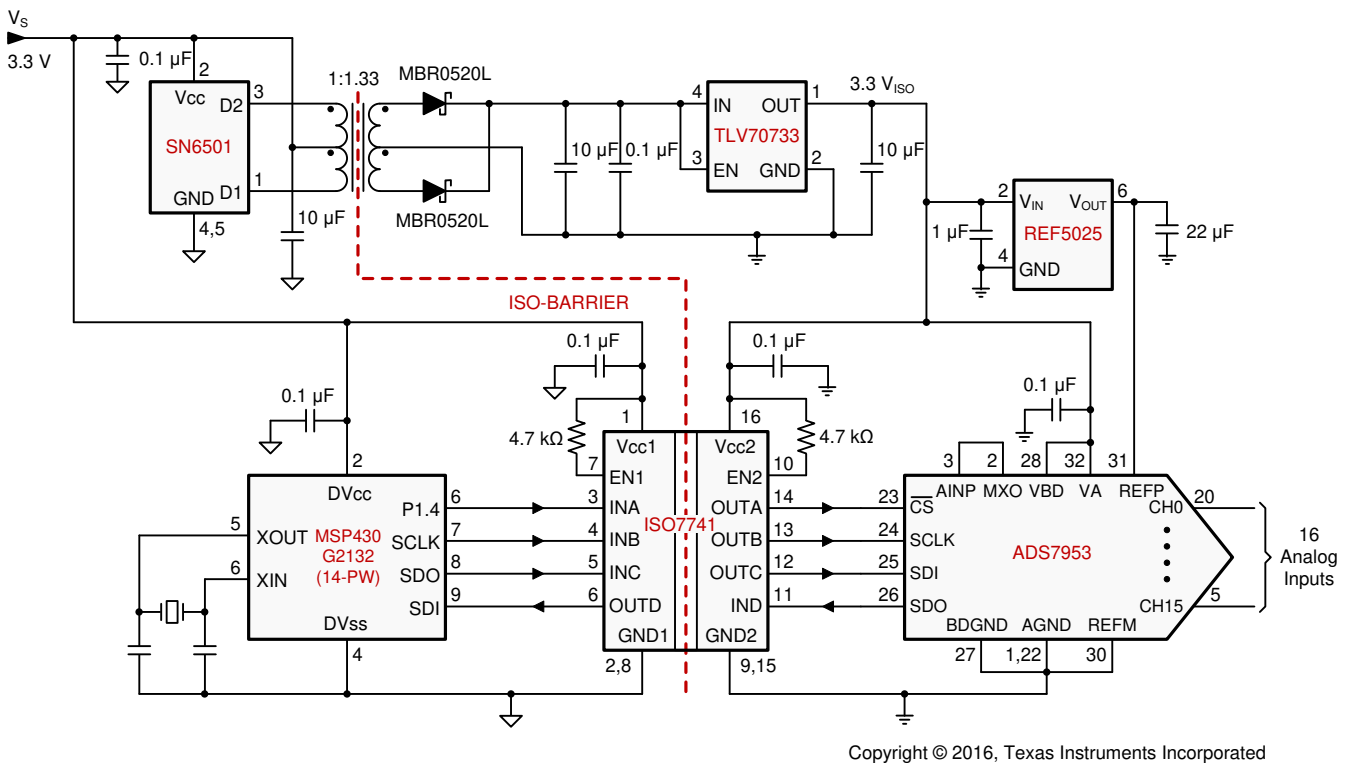 VS
3.3 V
0.1 µF
2
Vcc
D2
3
SN6501
D1
1
GND
4,5
10 µF
1:1.33
MBR0520L
MBR0520L
10 µF
0.1 µF
4
IN
OUT
1
TLV70733
3
EN
GND
2
3.3 VISO
10 µF
2
VIN
VOUT
6
1 µF
REF5025
22 µF
4
GND
ISO-BARRIER
0.1 µF
0.1 µF
0.1 µF
0.1 µF
4.7 kΩ
1
16
4.7 kΩ
Vcc1
Vcc2
7
EN1
EN2
10
3
INA
OUTA
14
ISO7741
4
INB
OUTB
13
5
INC
OUTC
12
6
OUTD
IND
11
GND1
GND2
2,8
9,15
2
DVcc
P1.4
6
5
XOUT
MSP430
G2132
(14-PW)
SCLK
7
6
XIN
SDO
8
SDI
9
DVss
4
3
2
28
32
31
AINP
MXO
VBD
VA
REFP
23
CS
CH0
20
24
SCLK
ADS7953
25
SDI
26
SDO
CH15
5
16
Analog
Inputs
BDGND
AGND
REFM
27
1,22
30
Copyright © 2016, Texas Instruments Incorporated